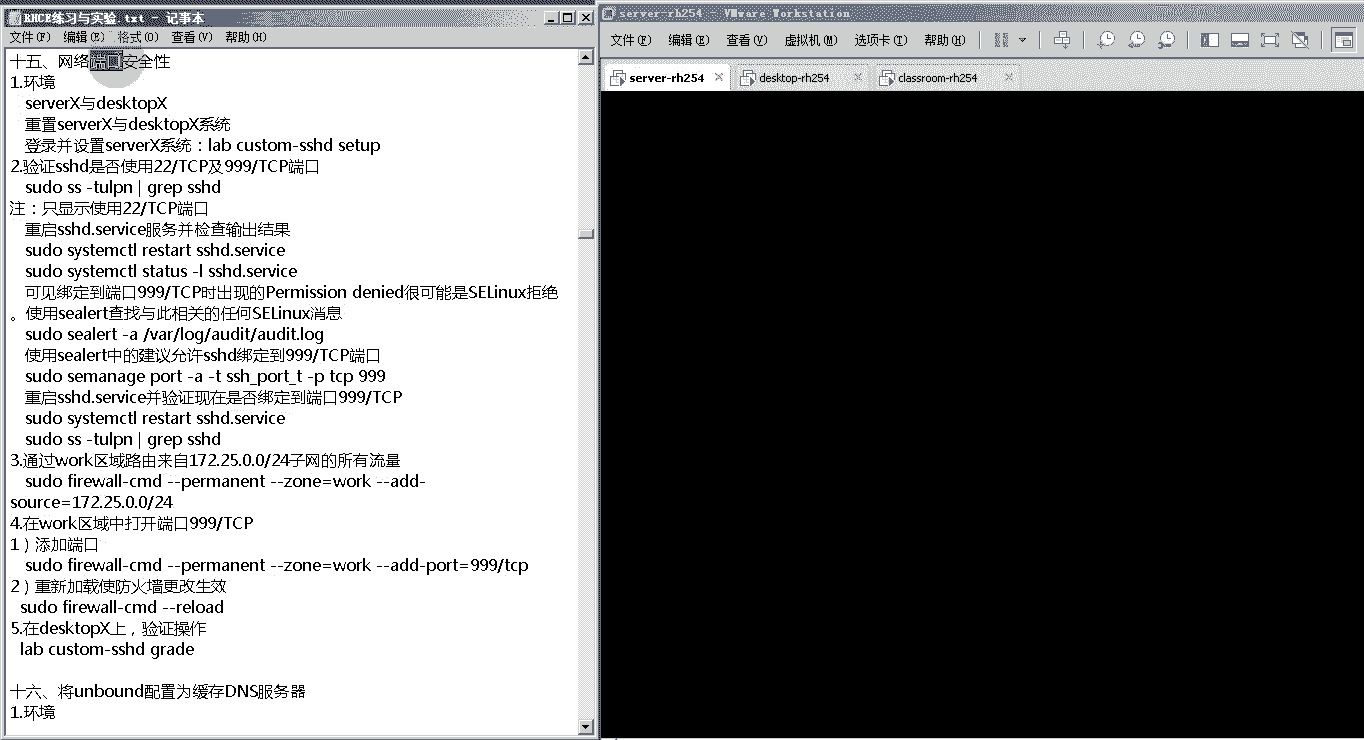 RHCE练习与实验.txt - 记事本
文件(F) 编辑(E) 格式(O) 查看(V) 帮助(H)
十五、网络端口安全性
1.环境
serverX与desktopX
重置serverX与desktopX系统
登录并设置serverX系统：lab custom-sshd setup
2.验证sshd是否使用22/TCP及999/TCP端口
sudo ss -tulpn | grep sshd
注：只显示使用22/TCP端口
重启sshd.service服务并检查输出结果
sudo systemctl restart sshd.service
sudo systemctl status -l sshd.service
可见绑定到端口999/TCP时出现的Permission denied很可能是SELinux拒绝
。使用sealert查找与此相关的任何SELinux消息
sudo sealert -a /var/log/audit/audit.log
使用sealert中的建议允许sshd绑定到999/TCP端口
sudo semanage port -a -t ssh_port_t -p tcp 999
重启sshd.service并验证现在是否绑定到端口999/TCP
sudo systemctl restart sshd.service
sudo ss -tulpn | grep sshd
3.通过work区域路由来自172.25.0.0/24子网的所有流量
sudo firewall-cmd --permanent --zone=work --add-
source=172.25.0.0/24
4.在work区域中打开端口999/TCP
1）添加端口
sudo firewall-cmd --permanent --zone=work --add-port=999/tcp
2）重新加载使防火墙更改生效
sudo firewall-cmd --reload
5.在desktopX上，验证操作
lab custom-sshd grade
十六、将unbound配置为缓存DNS服务器
1.环境
server-rh254 - VMware Workstation
文件(F) 编辑(E) 查看(V) 虚拟机(M) 选项卡(T) 帮助(H)
server-rh254 desktop-rh254 classroom-rh254